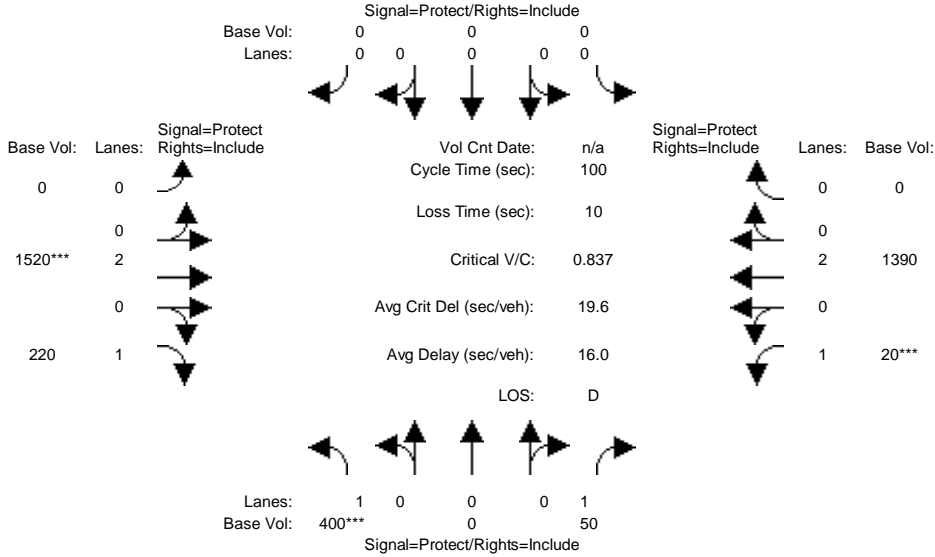 Signal=Protect/Rights=Include
Base Vol: 0 0 0
Lanes: 0 0 0 0 0
Signal=Protect Signal=Protect
Base Vol: Lanes: Rights=Include Vol Cnt Date: n/a Rights=Include Lanes: Base Vol:
Cycle Time (sec): 100
0 0 0 0
Loss Time (sec): 10
0 0
1520*** 2 Critical V/C: 0.837 2 1390
0 Avg Crit Del (sec/veh): 19.6 0
220 1 Avg Delay (sec/veh): 16.0 1 20***
LOS: D
Lanes: 1 0 0 0 1
Base Vol: 400*** 0 50
Signal=Protect/Rights=Include